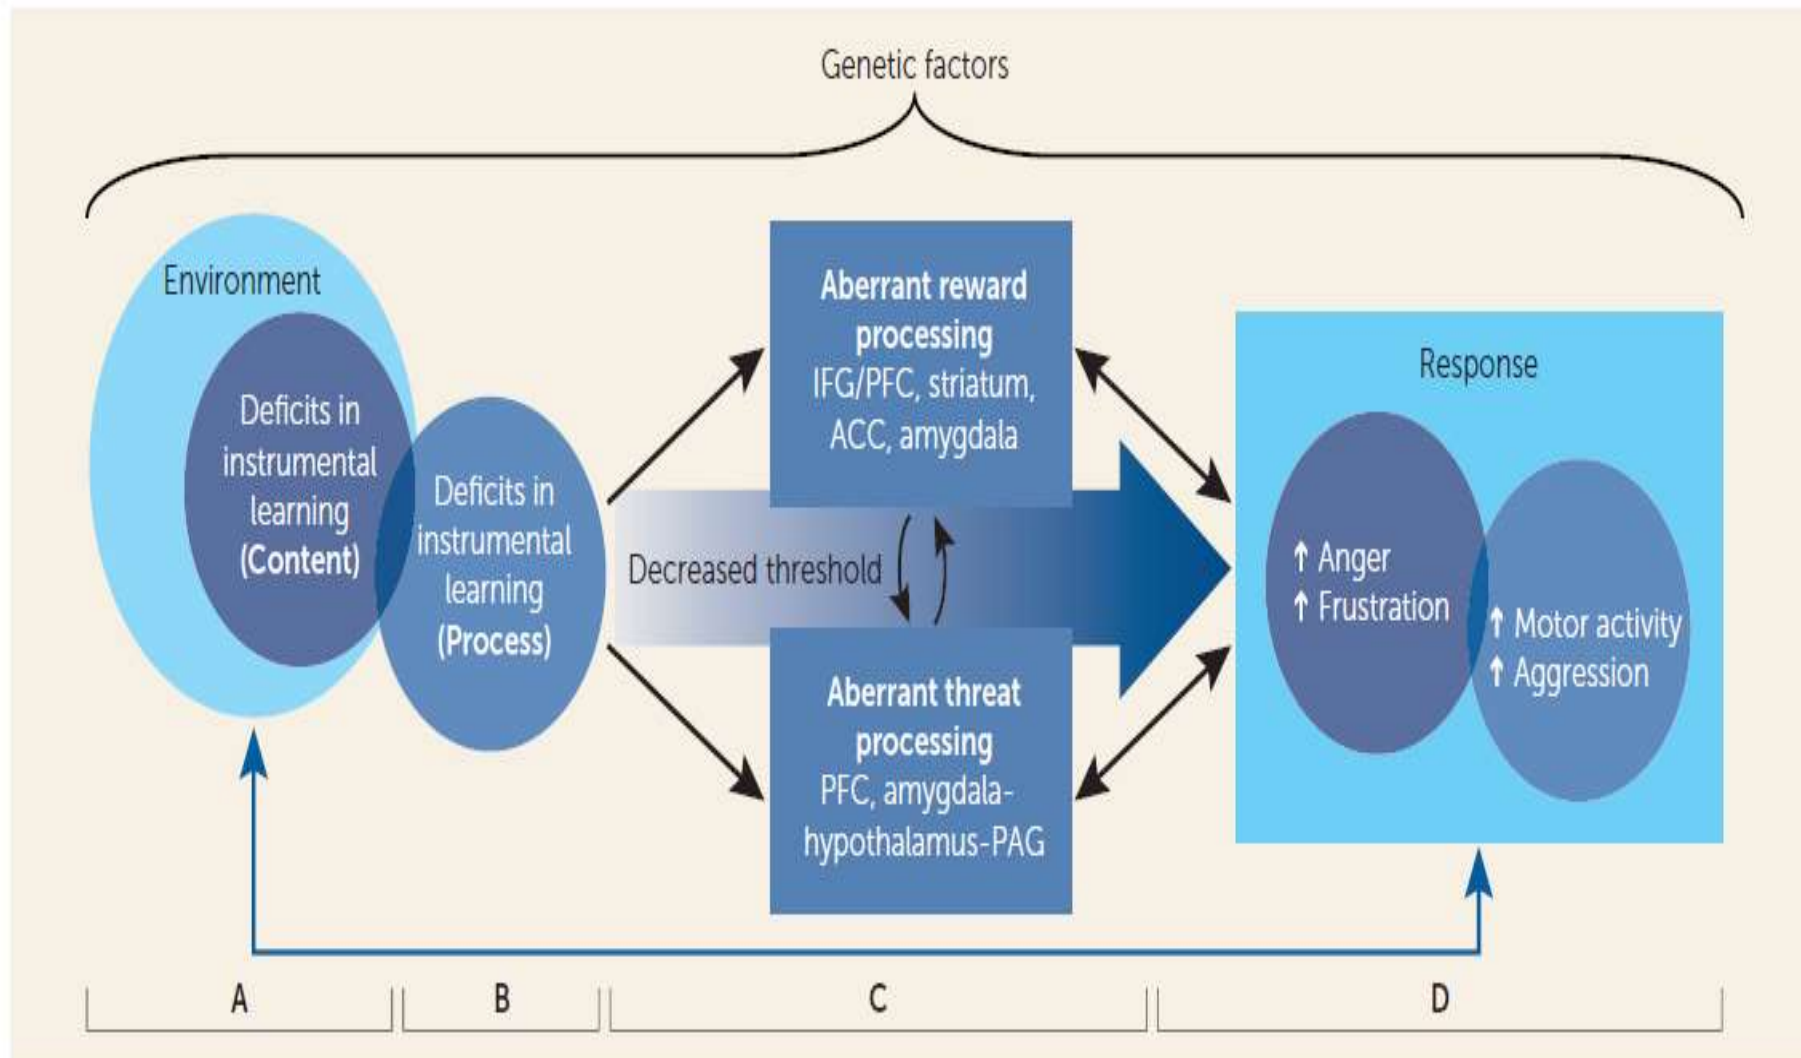 Genetic factors
Environment
Deficits in
instrumental
learning
(Content)
Deficits in
instrumental
learning
(Process)
Aberrant reward
processing
IFG/PFC, striatum,
ACC, amygdala
Decreased threshold
Aberrant threat
processing
PFC, amygdala-
hypothalamus-PAG
Response
↑ Anger
↑ Frustration
↑ Motor activity
↑ Aggression
A
B
C
D